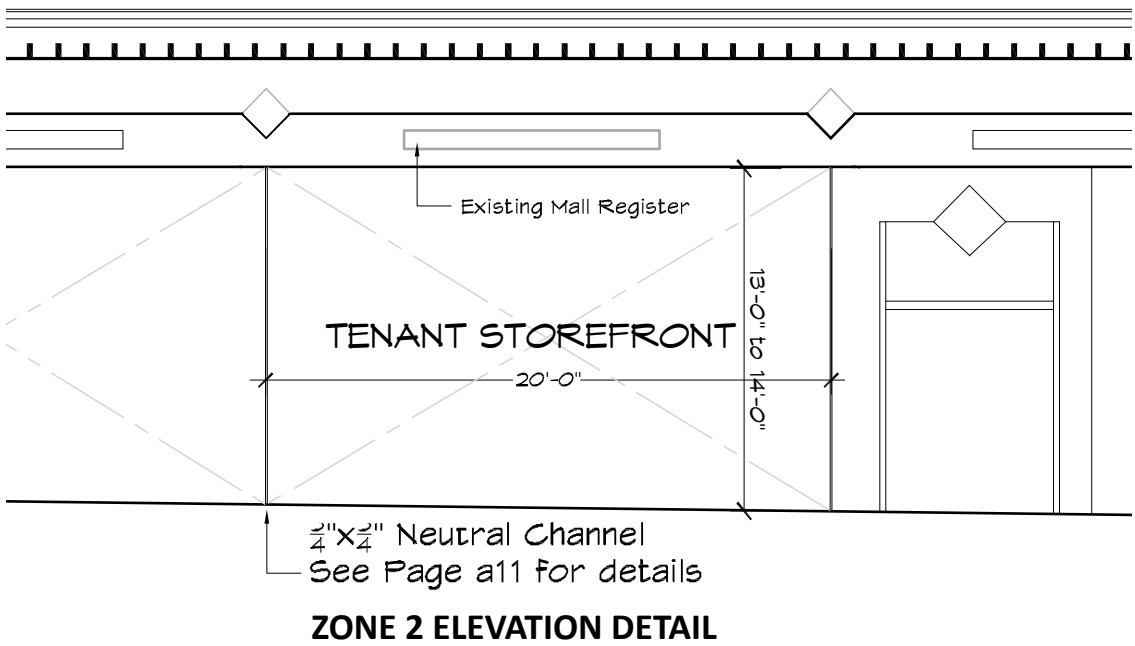 Existing Mall Register
TENANT STOREFRONT
13'-0" to 14'-0"
20'-0"
3/4"x3/4" Neutral Channel
See Page a11 for details
ZONE 2 ELEVATION DETAIL